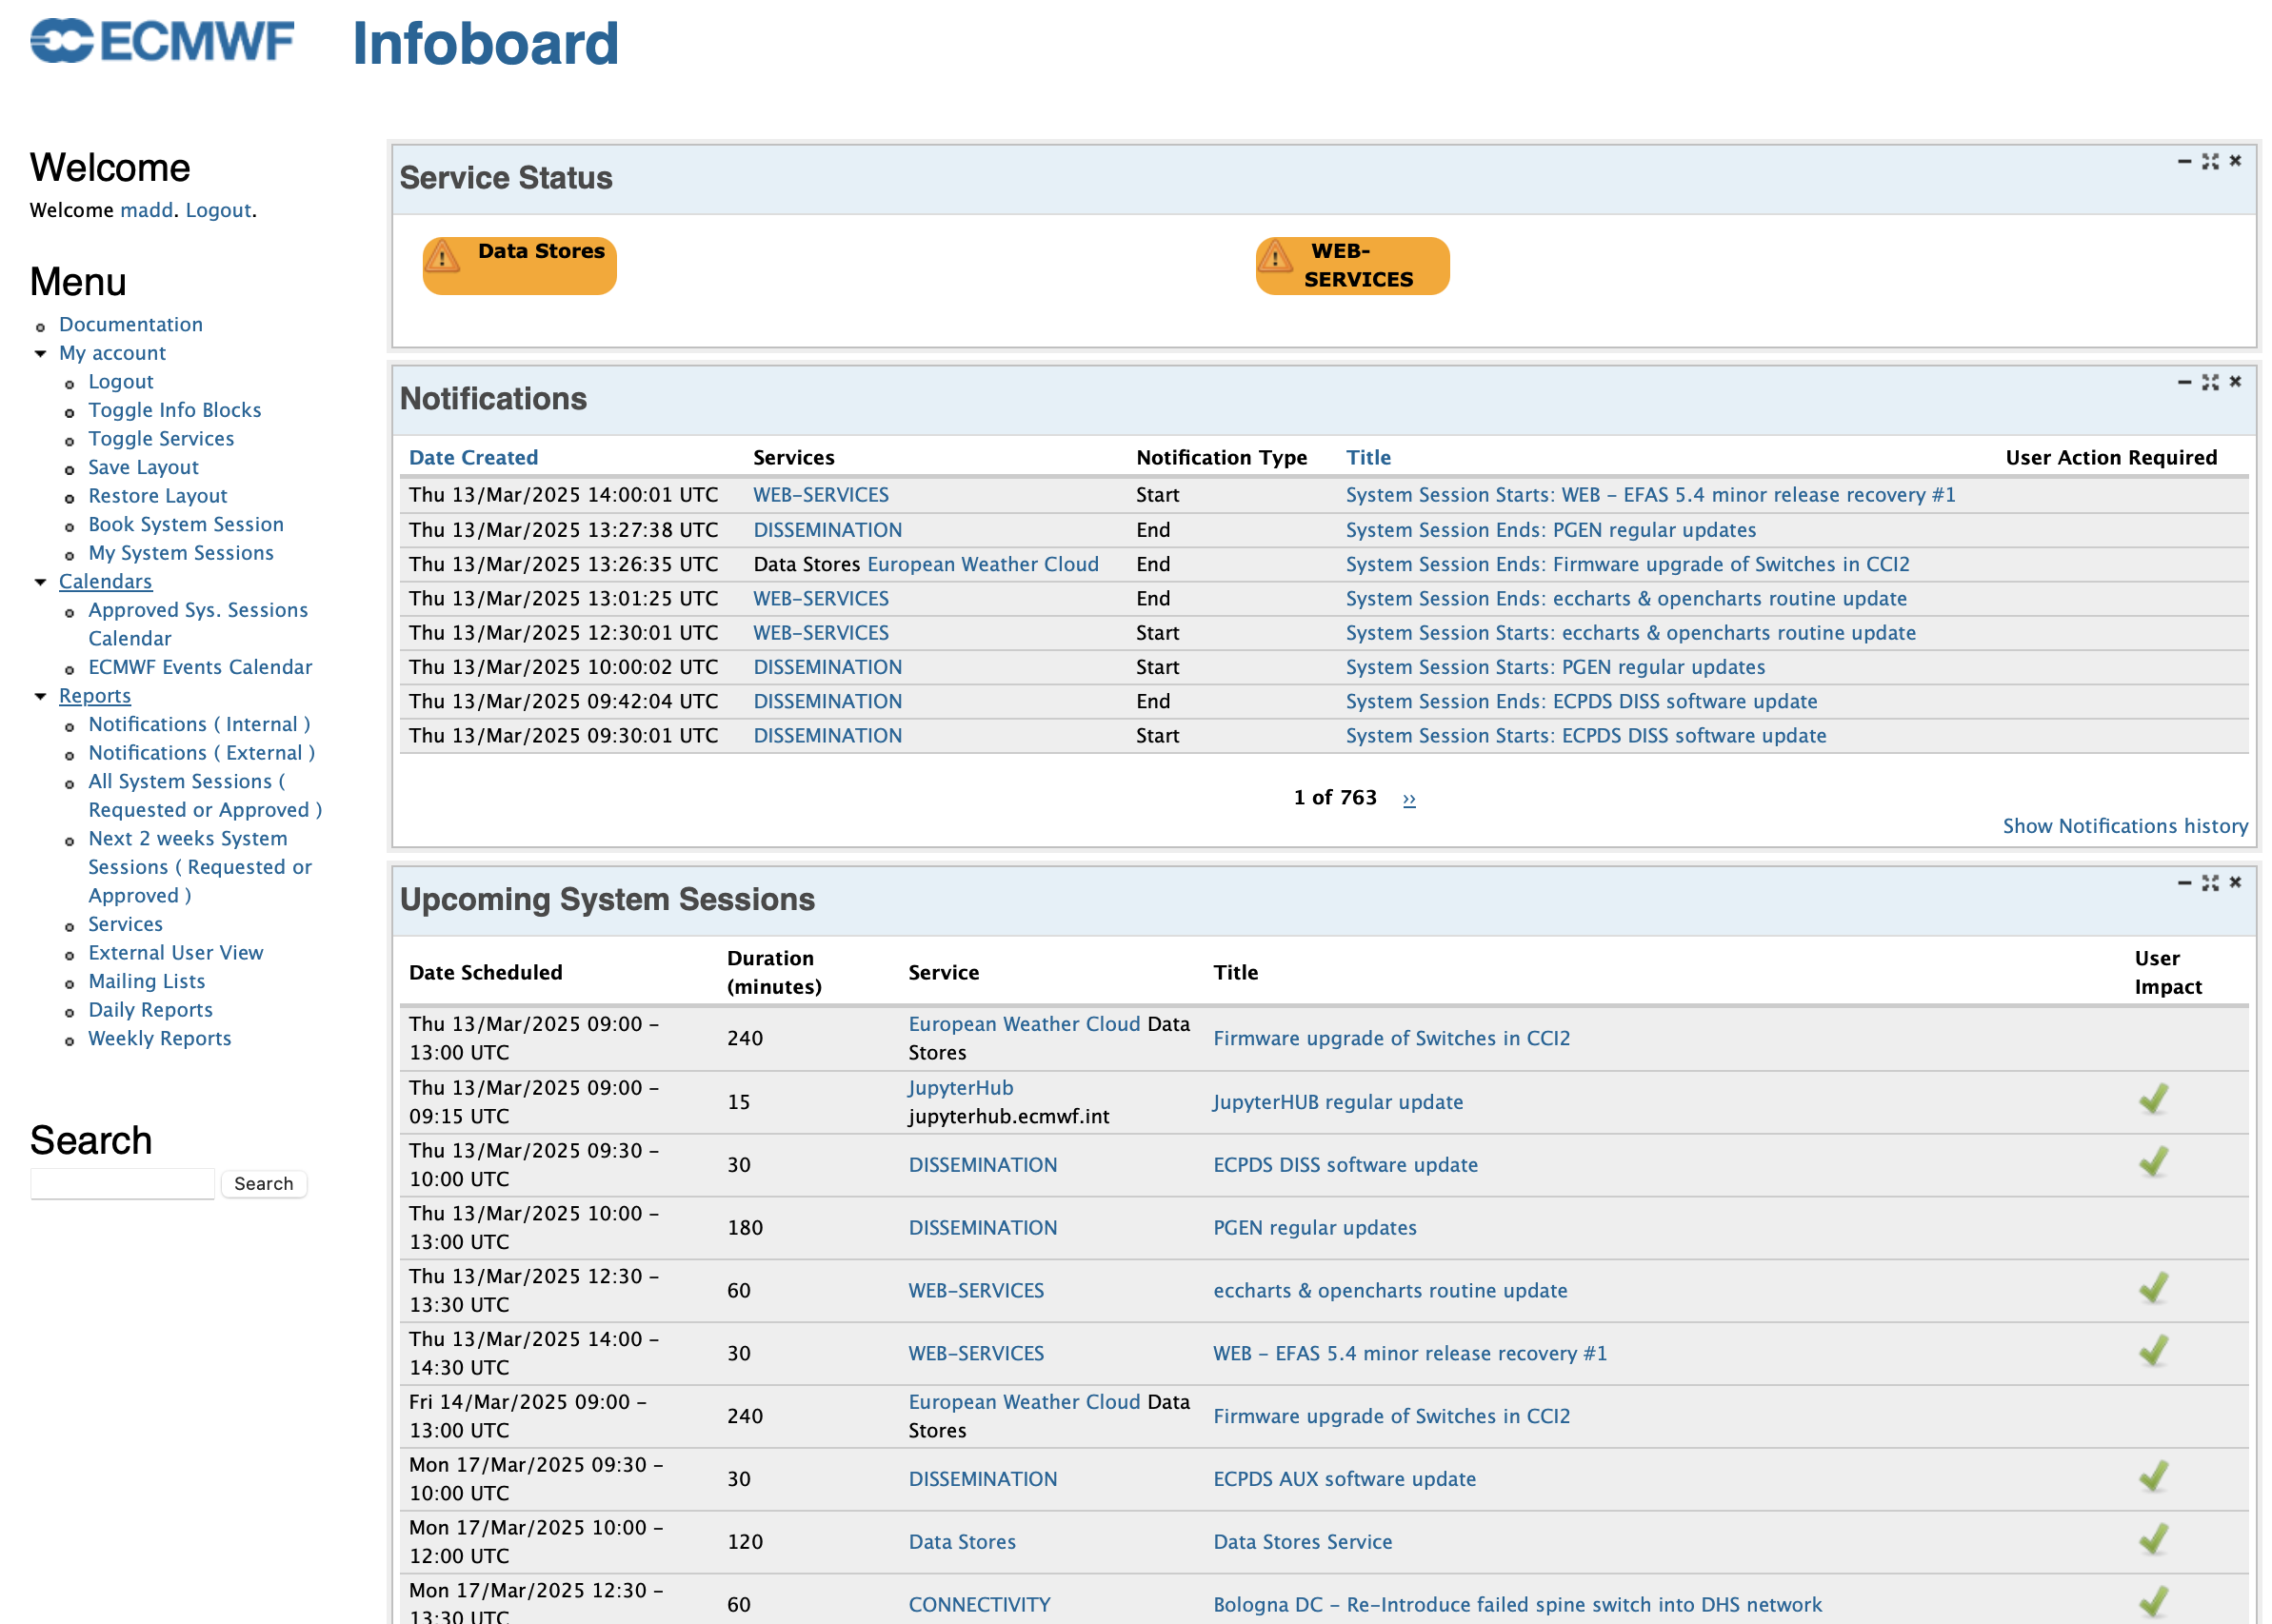 ECMWF Infoboard
Welcome
Welcome madd. Logout.
Menu
Documentation
My account
Logout
Toggle Info Blocks
Toggle Services
Save Layout
Restore Layout
Book System Session
My System Sessions
Calendars
Approved Sys. Sessions
Calendar
ECMWF Events Calendar
Reports
Notifications ( Internal )
Notifications ( External )
All System Sessions (
Requested or Approved )
Next 2 weeks System
Sessions ( Requested or
Approved )
Services
External User View
Mailing Lists
Daily Reports
Weekly Reports
Search
Search
Service Status
Data Stores
WEB-
SERVICES
Notifications
Date Created Services Notification Type Title User Action Required
Thu 13/Mar/2025 14:00:01 UTC WEB-SERVICES Start System Session Starts: WEB - EFAS 5.4 minor release recovery #1
Thu 13/Mar/2025 13:27:38 UTC DISSEMINATION End System Session Ends: PGEN regular updates
Thu 13/Mar/2025 13:26:35 UTC Data Stores European Weather Cloud End System Session Ends: Firmware upgrade of Switches in CCI2
Thu 13/Mar/2025 13:01:25 UTC WEB-SERVICES End System Session Ends: eccharts & opencharts routine update
Thu 13/Mar/2025 12:30:01 UTC WEB-SERVICES Start System Session Starts: eccharts & opencharts routine update
Thu 13/Mar/2025 10:00:02 UTC DISSEMINATION Start System Session Starts: PGEN regular updates
Thu 13/Mar/2025 09:42:04 UTC DISSEMINATION End System Session Ends: ECPDS DISS software update
Thu 13/Mar/2025 09:30:01 UTC DISSEMINATION Start System Session Starts: ECPDS DISS software update
1 of 763 ››
Show Notifications history
Upcoming System Sessions
Date Scheduled Duration (minutes) Service Title User Impact
Thu 13/Mar/2025 09:00 -
13:00 UTC 240 European Weather Cloud Data
Stores Firmware upgrade of Switches in CCI2
Thu 13/Mar/2025 09:00 -
09:15 UTC 15 JupyterHub
jupyterhub.ecmwf.int JupyterHUB regular update
Thu 13/Mar/2025 09:30 -
10:00 UTC 30 DISSEMINATION ECPDS DISS software update
Thu 13/Mar/2025 10:00 -
13:00 UTC 180 DISSEMINATION PGEN regular updates
Thu 13/Mar/2025 12:30 -
13:30 UTC 60 WEB-SERVICES eccharts & opencharts routine update
Thu 13/Mar/2025 14:00 -
14:30 UTC 30 WEB-SERVICES WEB - EFAS 5.4 minor release recovery #1
Fri 14/Mar/2025 09:00 -
13:00 UTC 240 European Weather Cloud Data
Stores Firmware upgrade of Switches in CCI2
Mon 17/Mar/2025 09:30 -
10:00 UTC 30 DISSEMINATION ECPDS AUX software update
Mon 17/Mar/2025 10:00 -
12:00 UTC 120 Data Stores Data Stores Service
Mon 17/Mar/2025 12:30 -
13:30 UTC 60 CONNECTIVITY Bologna DC - Re-Introduce failed spine switch into DHS network